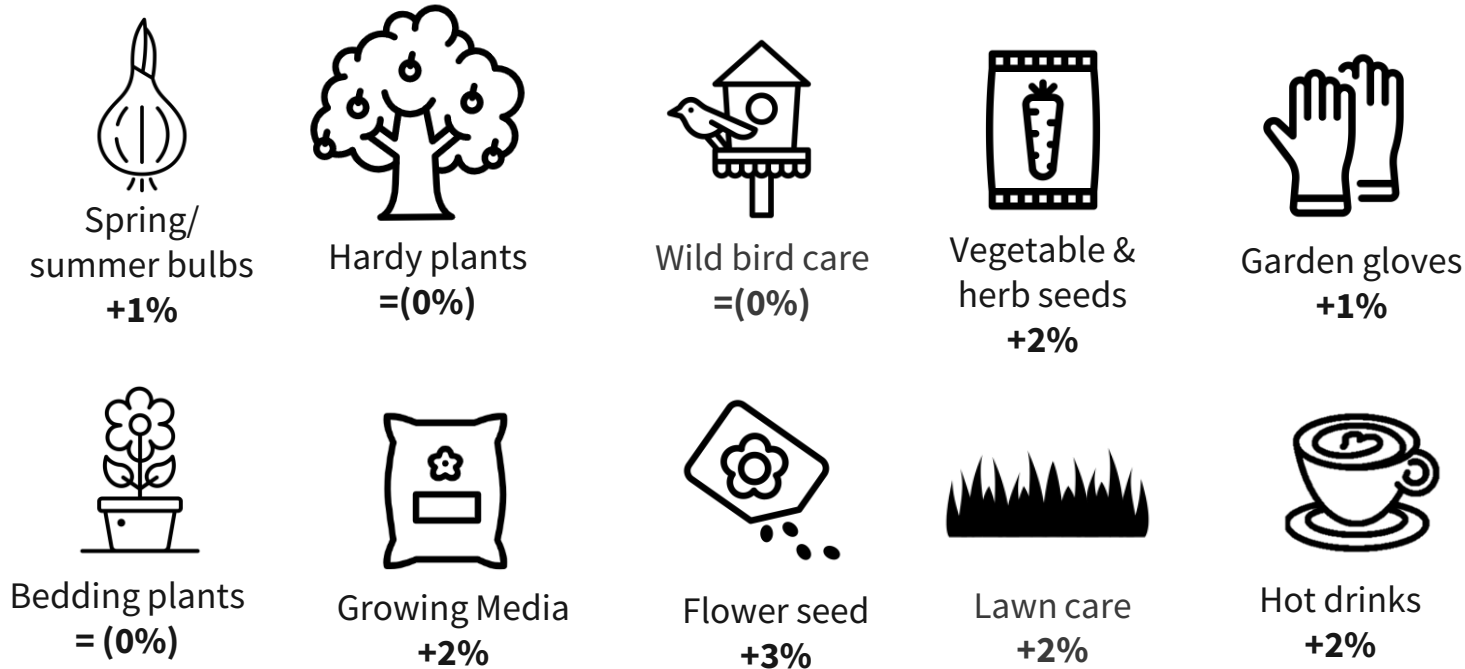 Spring/
summer bulbs
+1%
Hardy plants
=(0%)
Wild bird care
=(0%)
Vegetable &
herb seeds
+2%
Garden gloves
+1%
Bedding plants
= (0%)
Growing Media
+2%
Flower seed
+3%
Lawn care
+2%
Hot drinks
+2%